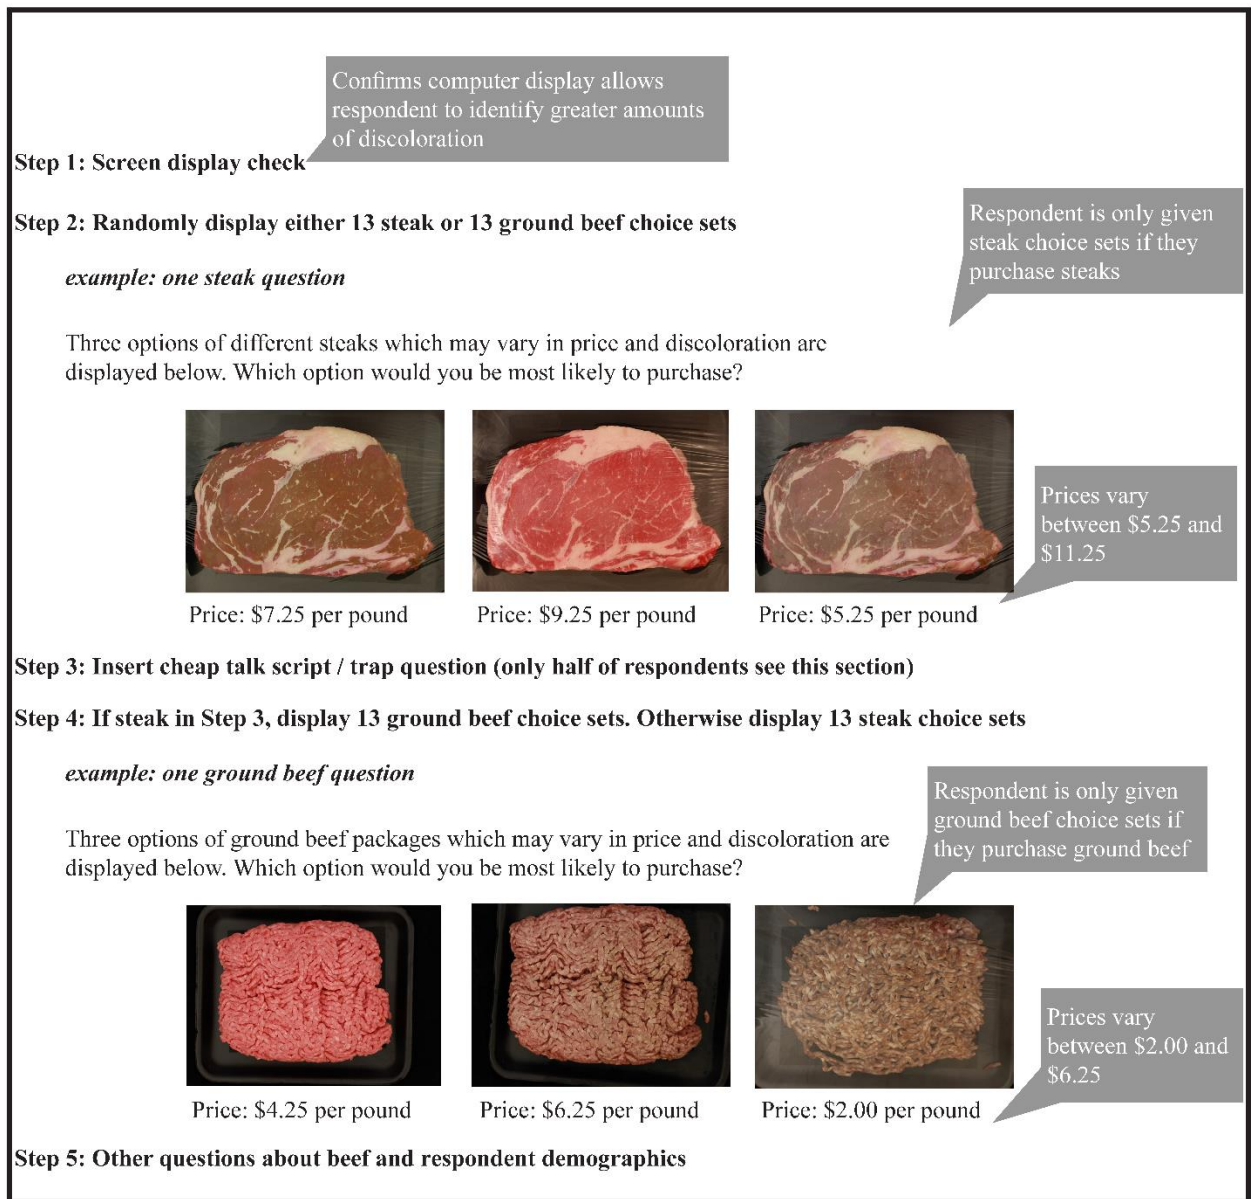 Confirms computer display allows
respondent to identify greater amounts
of discoloration
Step 1: Screen display check
Step 2: Randomly display either 13 steak or 13 ground beef choice sets
Respondent is only given
steak choice sets if they
purchase steaks
example: one steak question
Three options of different steaks which may vary in price and discoloration are
displayed below. Which option would you be most likely to purchase?
Prices vary
between $5.25 and
$11.25
Price: $7.25 per pound
Price: $9.25 per pound
Price: $5.25 per pound
Step 3: Insert cheap talk script / trap question (only half of respondents see this section)
Step 4: If steak in Step 3, display 13 ground beef choice sets. Otherwise display 13 steak choice sets
example: one ground beef question
Respondent is only given
ground beef choice sets if
they purchase ground beef
Three options of ground beef packages which may vary in price and discoloration are
displayed below. Which option would you be most likely to purchase?
Prices vary
between $2.00 and
$6.25
Price: $4.25 per pound
Price: $6.25 per pound
Price: $2.00 per pound
Step 5: Other questions about beef and respondent demographics